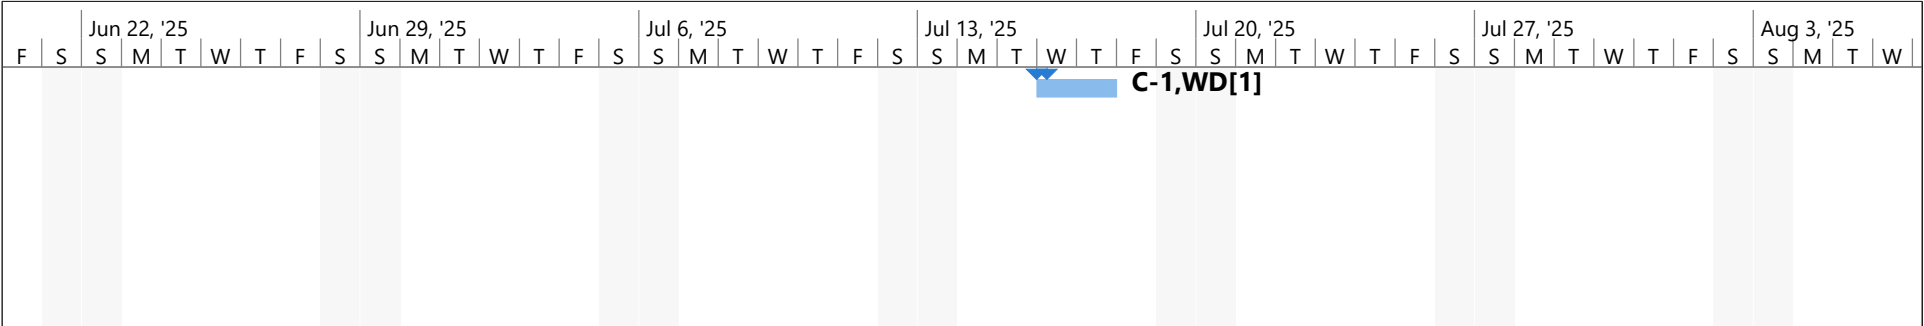 Jun 22, '25 Jun 29, '25 Jul 6, '25 Jul 13, '25 Jul 20, '25 Jul 27, '25 Aug 3, '25
F S S M T W T F S S M T W T F S S M T W T F S S M T W T F S S M T W T F S S M T W T F S S M T W
C-1,WD[1]